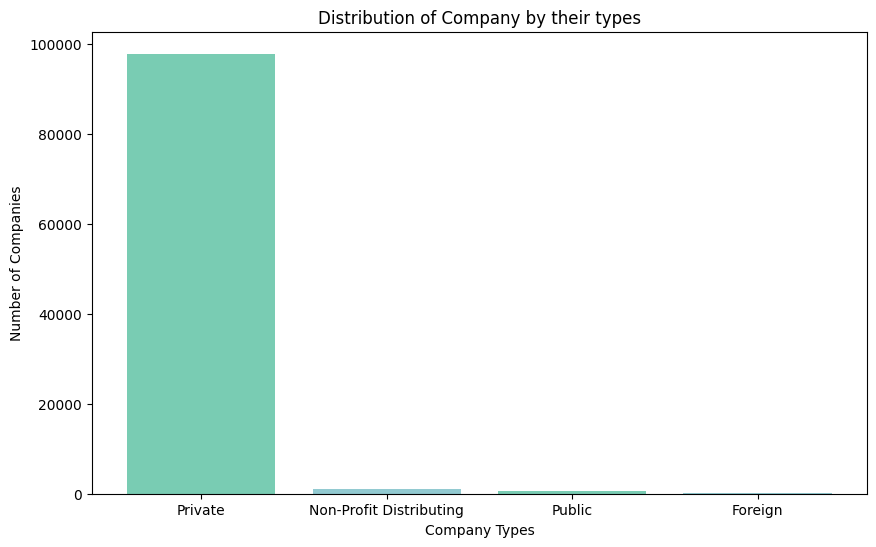 Distribution of Company by their types
100000
80000
60000
40000
20000
0
Number of Companies
Private Non-Profit Distributing Public Foreign
Company Types